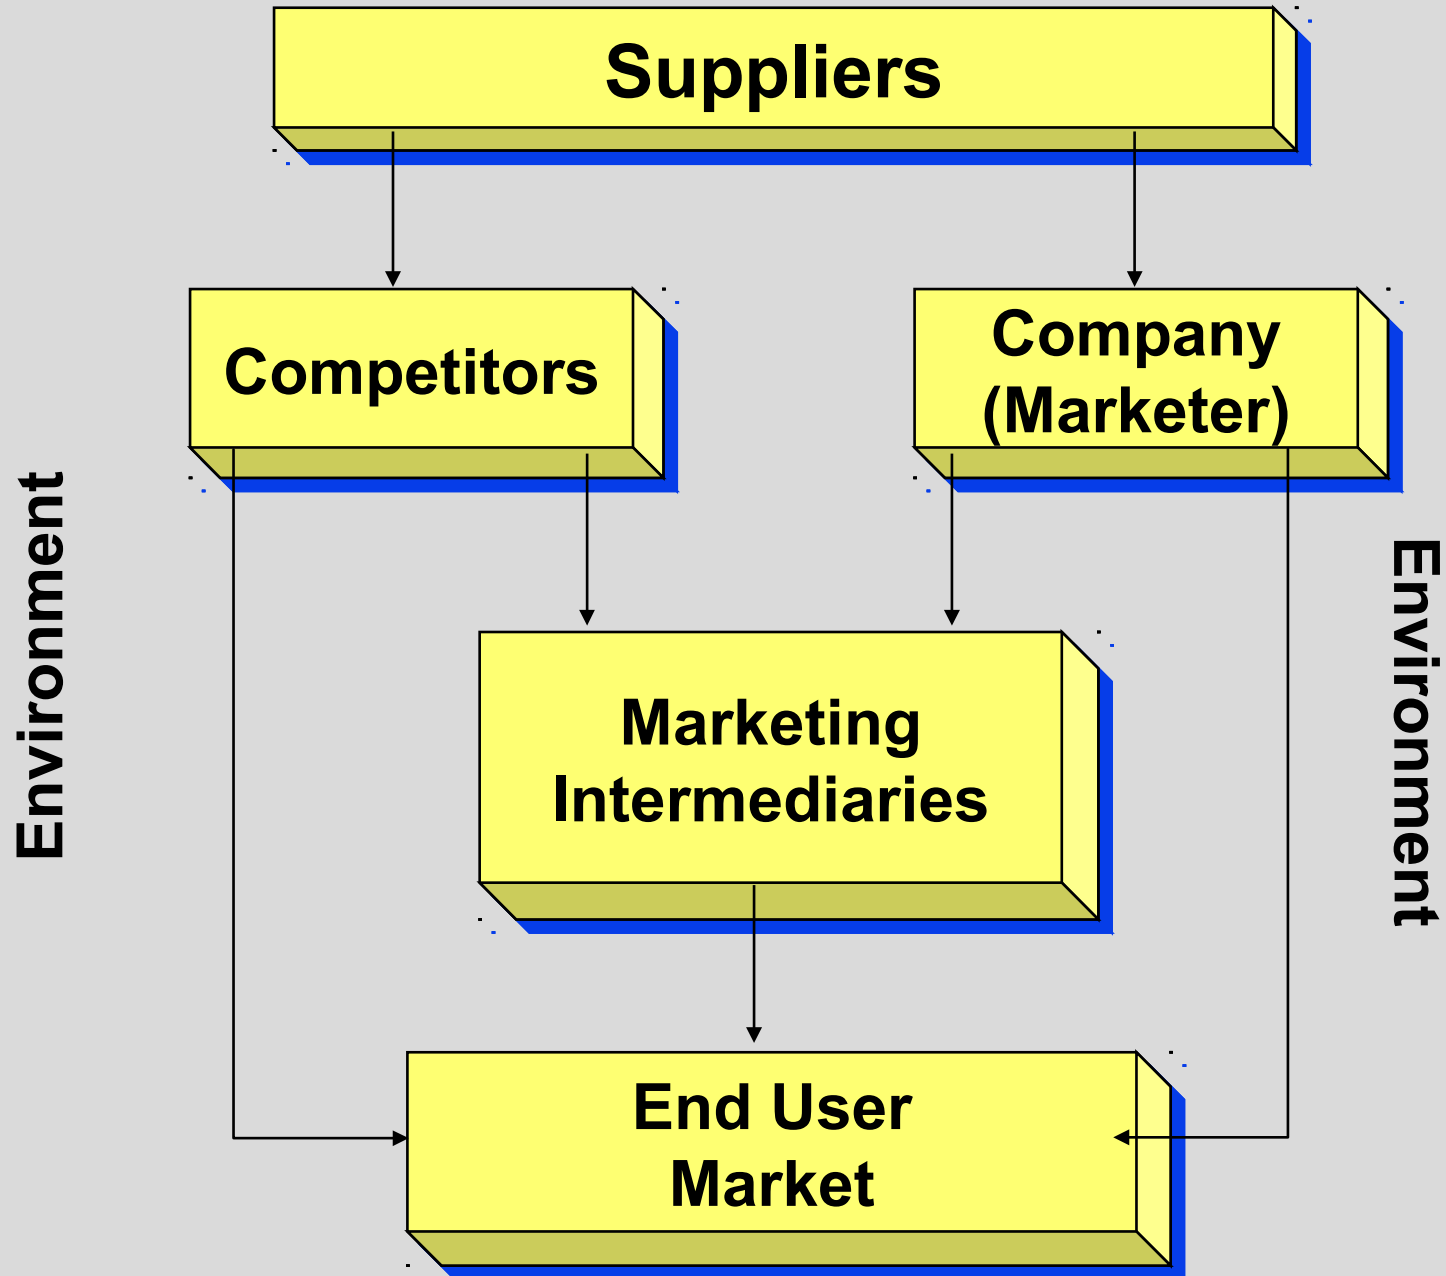 Suppliers
Competitors
Company
(Marketer)
Environment
Environment
Marketing
Intermediaries
End User
Market